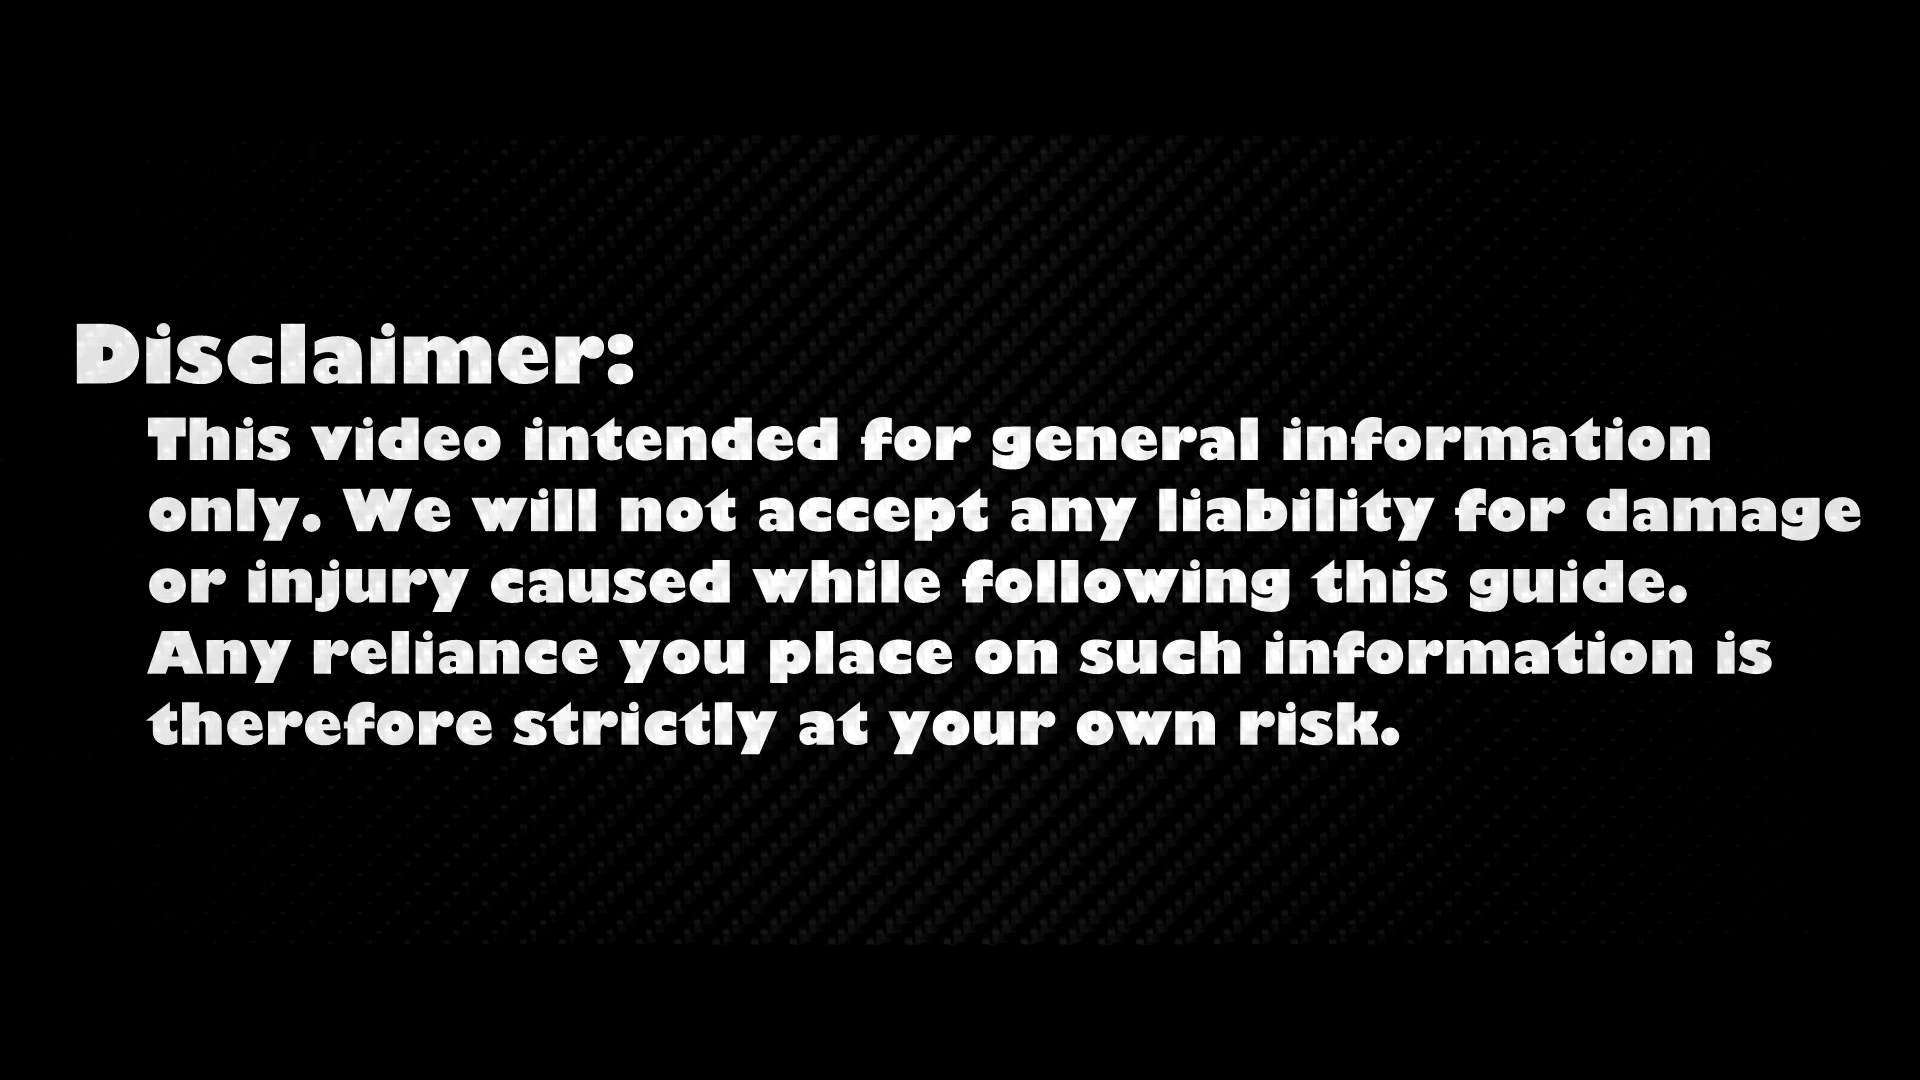 Disclaimer:
This video intended for general information
only. We will not accept any liability for damage
or injury caused while following this guide.
Any reliance you place on such information is
therefore strictly at your own risk.